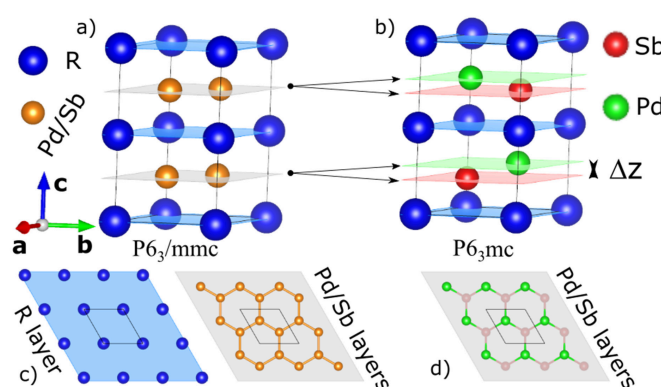 a)
R
Pd/Sb
c
a
b
P6₃/mmc
b)
Sb
Pd
Δz
P6₃mc
R layer
c)
Pd/Sb layers
d)
Pd/Sb layers